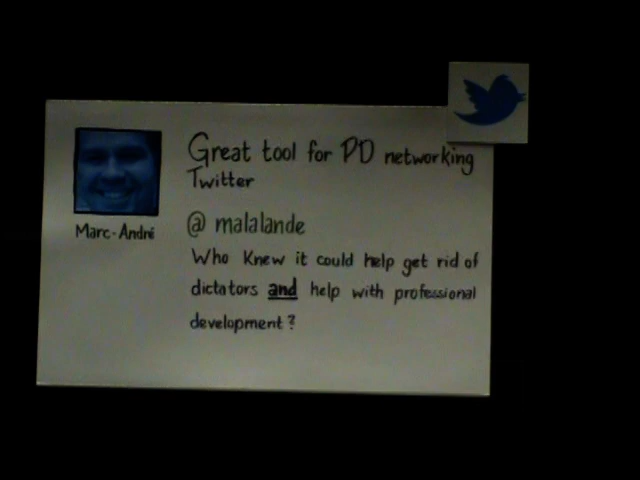 Great tool for PD networking
Twitter
@ malalande
Marc-André
Who knew it could help get rid of
dictators and help with professional
development?